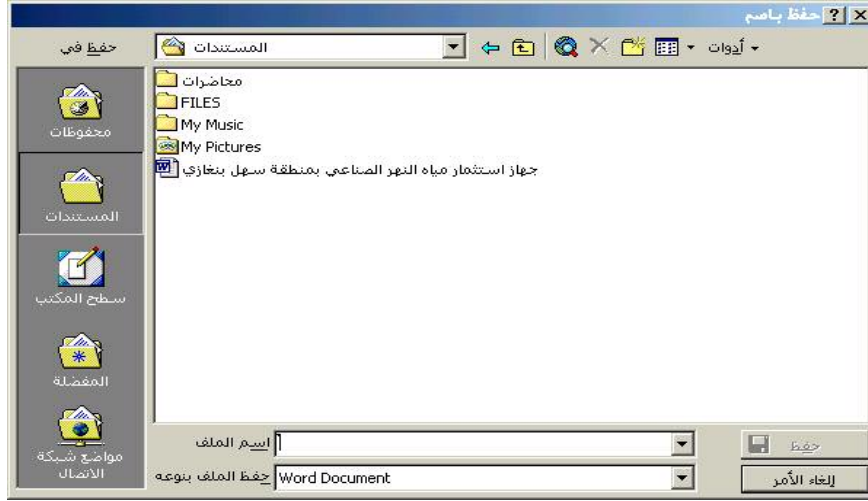 حفظ باسم
حفظ في
المستندات
أدوات
محفوظات
المستندات
سطح المكتب
المفضلة
مواضع شبكة
الاتصال
محاضرات
FILES
My Music
My Pictures
جهاز استثمار مياه النهر الصناعي بمنطقة سهل بنغازي
اسم الملف
حفظ
حفظ الملف بنوعه
Word Document
إلغاء الأمر